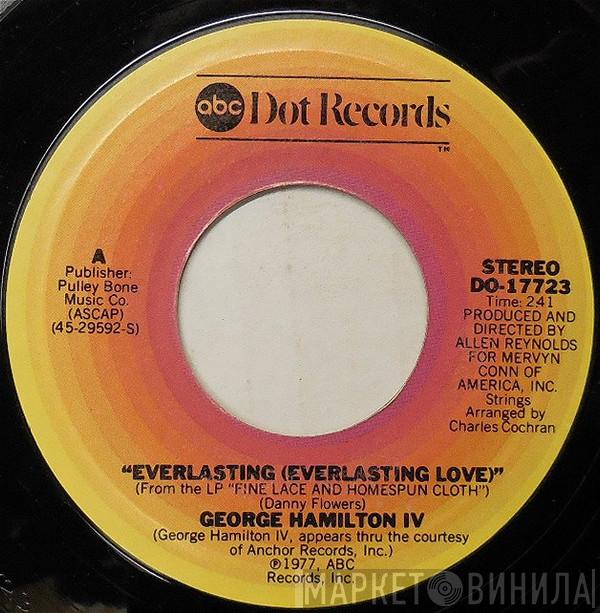 abc Dot Records
TM
A
Publisher:
Pulley Bone
Music Co.
(ASCAP)
(45-29592-S)
STEREO
DO-17723
Time: 2:41
PRODUCED AND
DIRECTED BY
ALLEN REYNOLDS
FOR MERVYN
CONN OF
AMERICA, INC.
Strings
Arranged by
Charles Cochran
"EVERLASTING (EVERLASTING LOVE)"
(From the LP "FINE LACE AND HOMESPUN CLOTH")
(Danny Flowers)
GEORGE HAMILTON IV
(George Hamilton IV, appears thru the courtesy
of Anchor Records, Inc.)
℗1977, ABC
Records, Inc.
МАРКЕТ ВИНИЛА